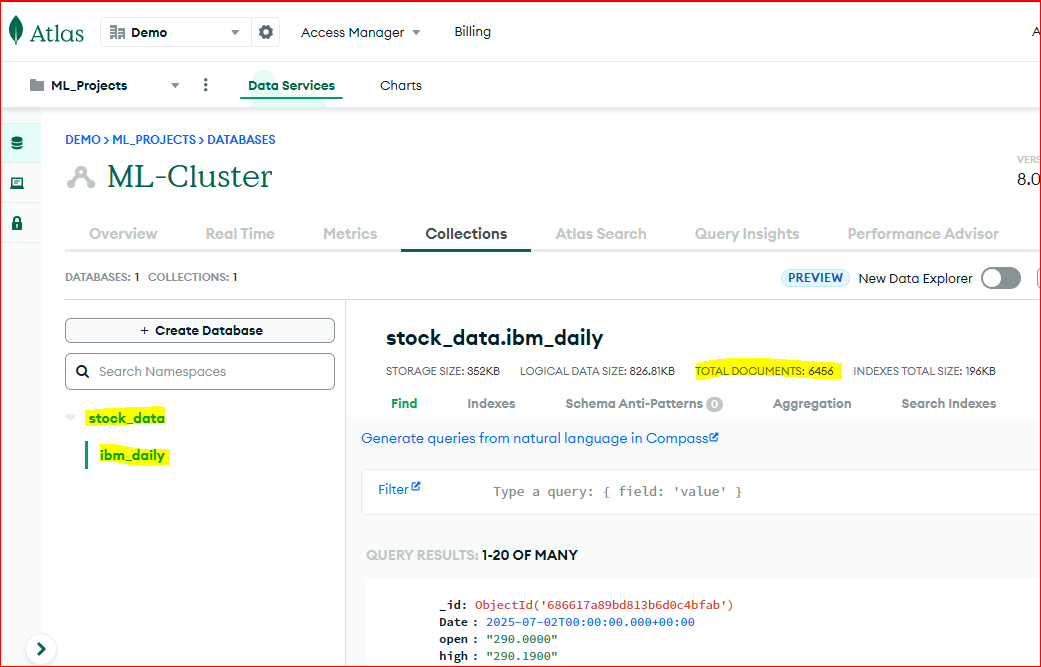 Atlas Demo Access Manager Billing A
ML_Projects Data Services Charts
DEMO > ML_PROJECTS > DATABASES
ML-Cluster
VERS
8.0
Overview Real Time Metrics Collections Atlas Search Query Insights Performance Advisor
DATABASES: 1 COLLECTIONS: 1
PREVIEW New Data Explorer
+ Create Database
Search Namespaces
stock_data
ibm_daily
stock_data.ibm_daily
STORAGE SIZE: 352KB LOGICAL DATA SIZE: 826.81KB TOTAL DOCUMENTS: 6456 INDEXES TOTAL SIZE: 196KB
Find Indexes Schema Anti-Patterns 0 Aggregation Search Indexes
Generate queries from natural language in Compass
Filter Type a query: { field: 'value' }
QUERY RESULTS: 1-20 OF MANY
_id: ObjectId('686617a89bd813b6d0c4bfab')
Date : 2025-07-02T00:00:00.000+00:00
open : "290.0000"
high : "290.1900"